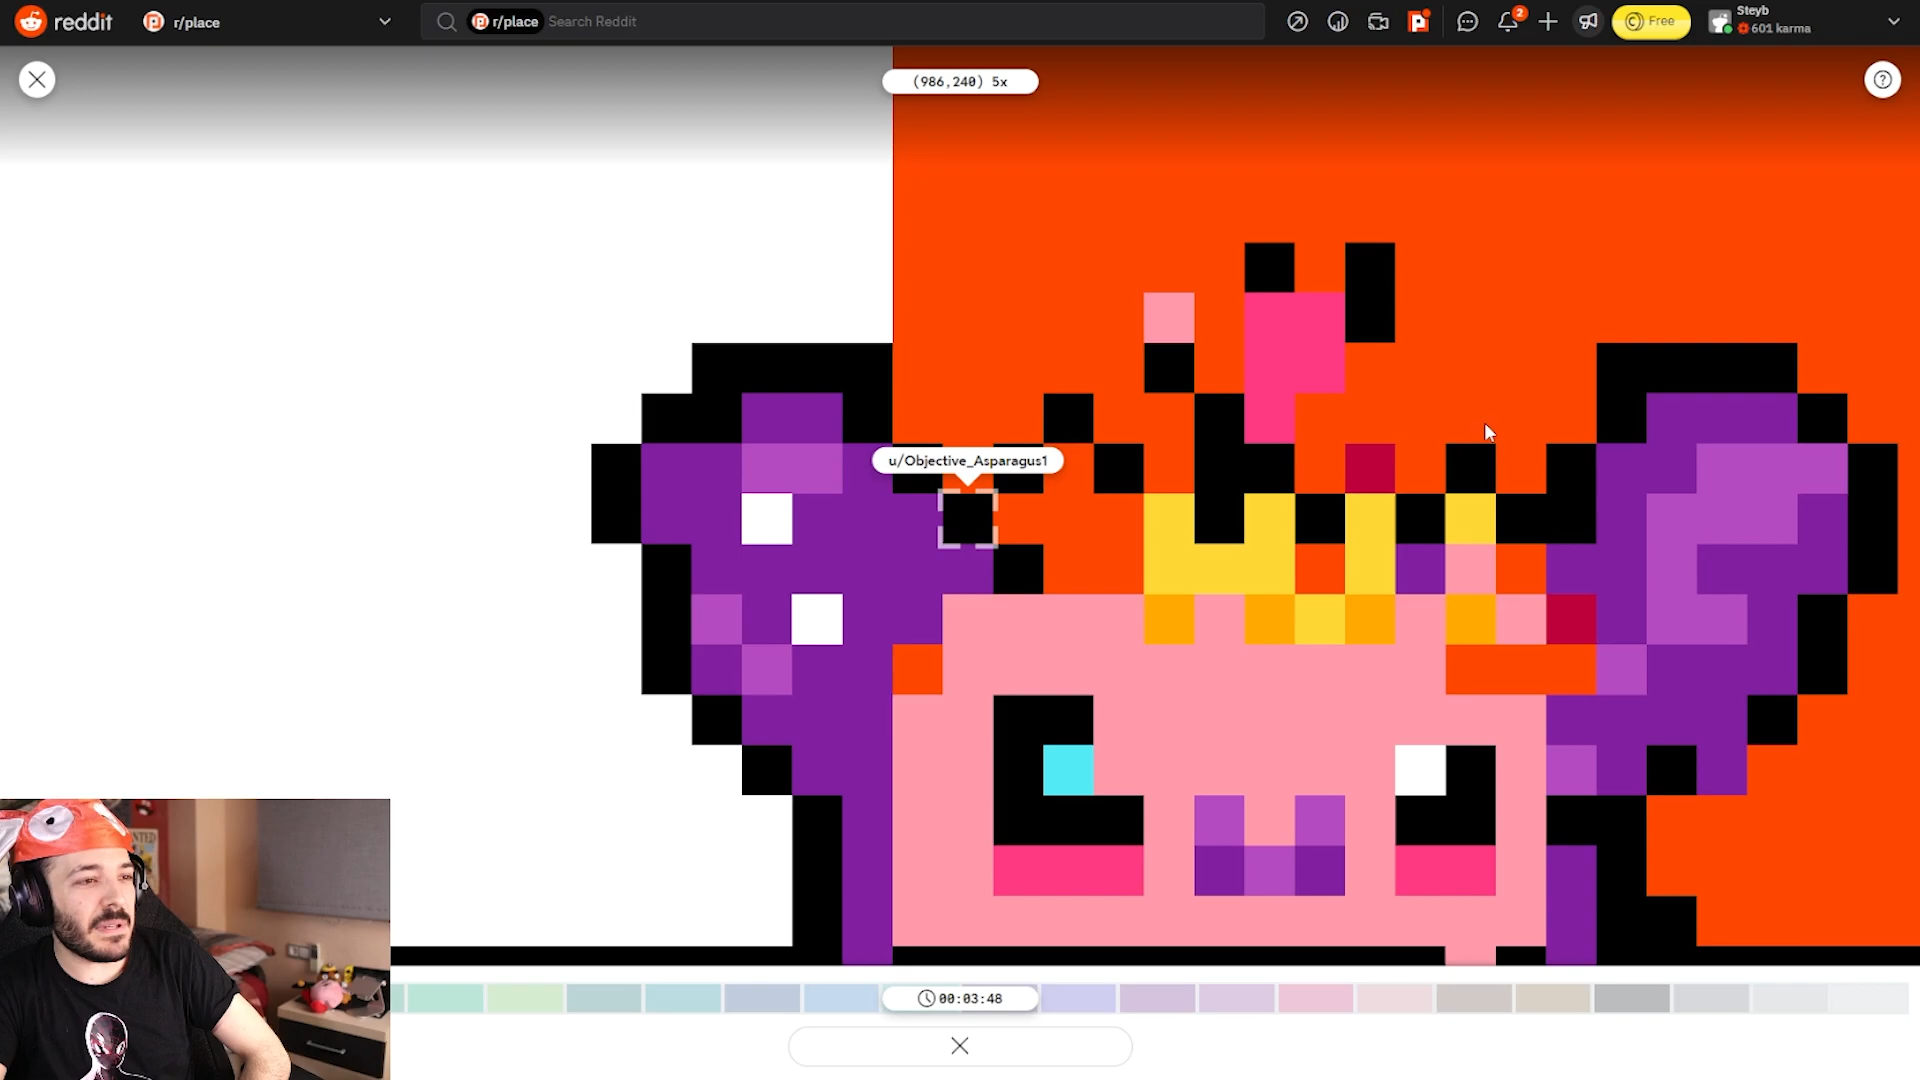 reddit
r/place
r/place Search Reddit
2
Free
Steyb
601 karma
(986,240) 5x
u/Objective_Asparagus1
00:03:48